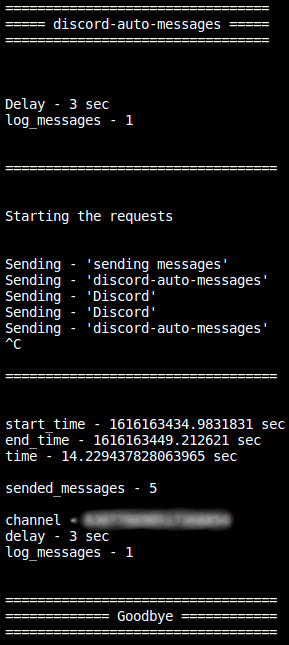 =================================
===== discord-auto-messages =====
=================================
Delay - 3 sec
log_messages - 1
==================================
Starting the requests
Sending - 'sending messages'
Sending - 'discord-auto-messages'
Sending - 'Discord'
Sending - 'Discord'
Sending - 'discord-auto-messages'
^C
==================================
start_time - 1616163434.9831831 sec
end_time - 1616163449.212621 sec
time - 14.229437828063965 sec
sended_messages - 5
channel -
delay - 3 sec
log_messages - 1
==================================
============= Goodbye ============
==================================